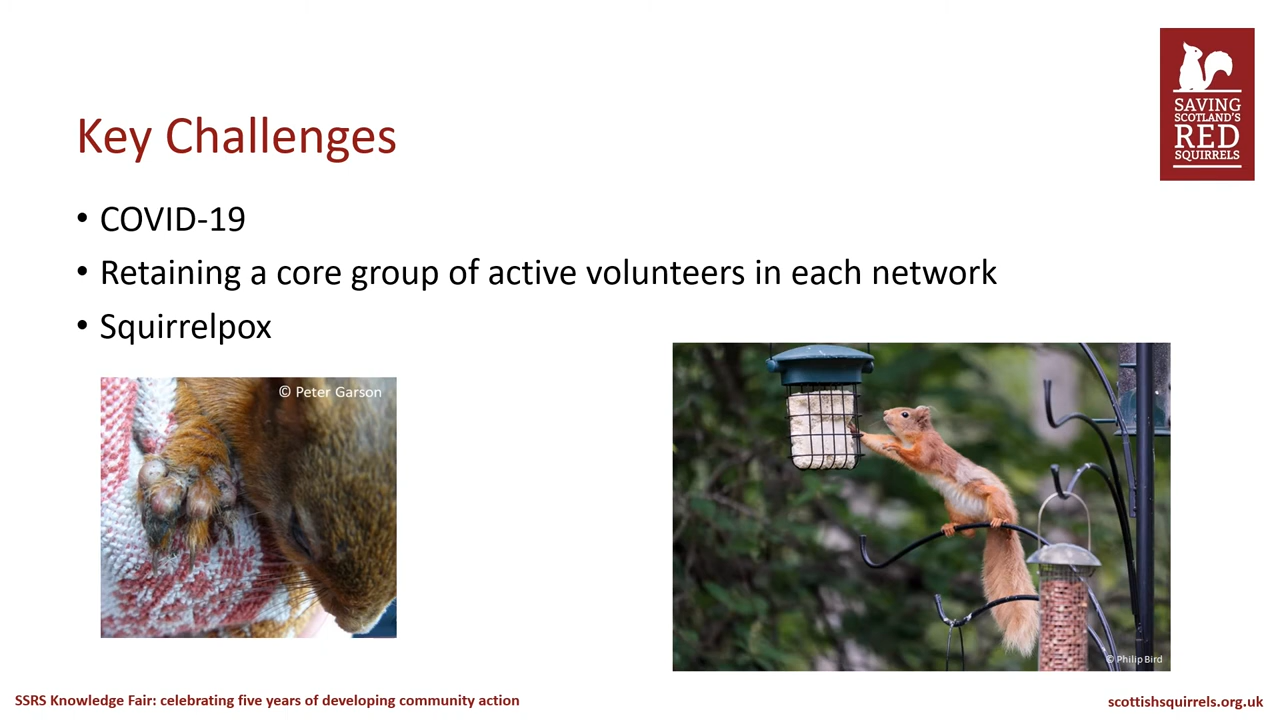 SAVING
SCOTLAND'S
RED
SQUIRRELS
Key Challenges
• COVID-19
• Retaining a core group of active volunteers in each network
• Squirrelpox
© Peter Garson
© Philip Bird
SSRS Knowledge Fair: celebrating five years of developing community action
scottishsquirrels.org.uk